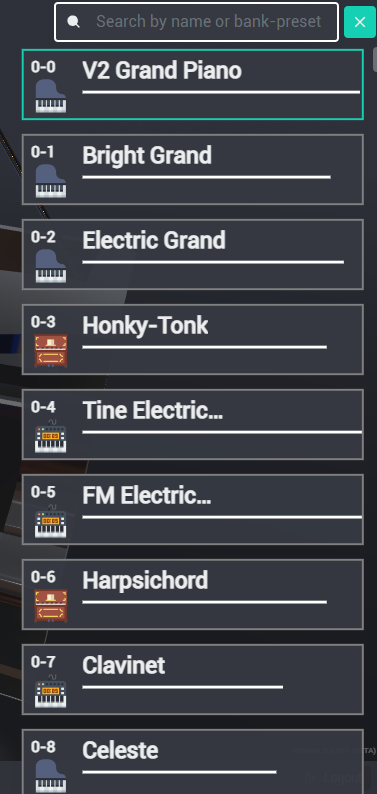 Search by name or bank-preset
0-0
V2 Grand Piano
0-1
Bright Grand
0-2
Electric Grand
0-3
Honky-Tonk
0-4
Tine Electric...
0-5
FM Electric...
0-6
Harpsichord
0-7
Clavinet
0-8
Celeste